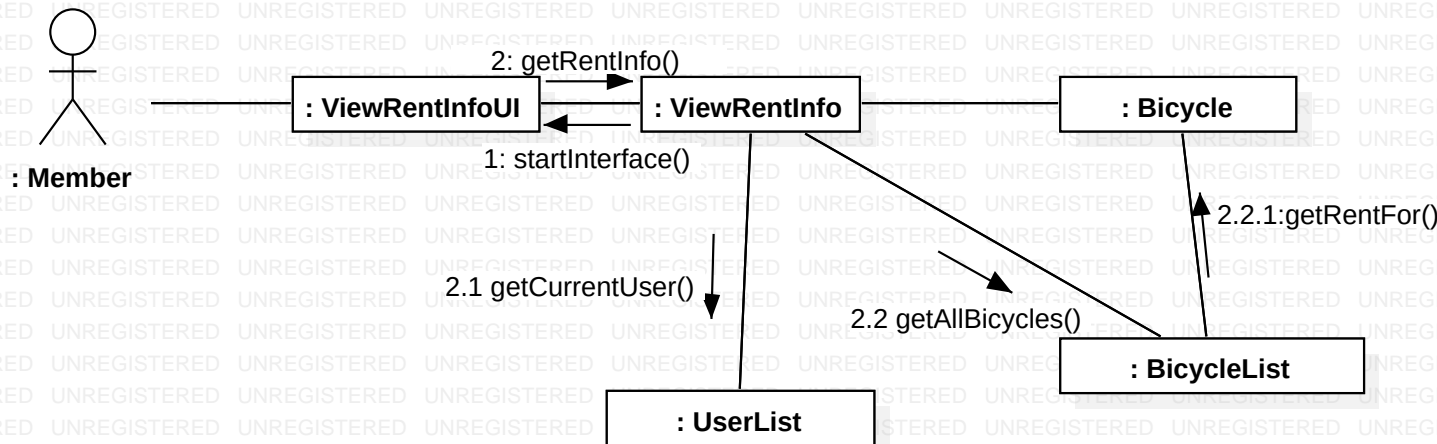 2: getRentInfo()
: ViewRentInfoUI
: ViewRentInfo
: Bicycle
1: startInterface()
: Member
2.2.1:getRentFor()
2.1 getCurrentUser()
2.2 getAllBicycles()
: BicycleList
: UserList
UNREGISTERED